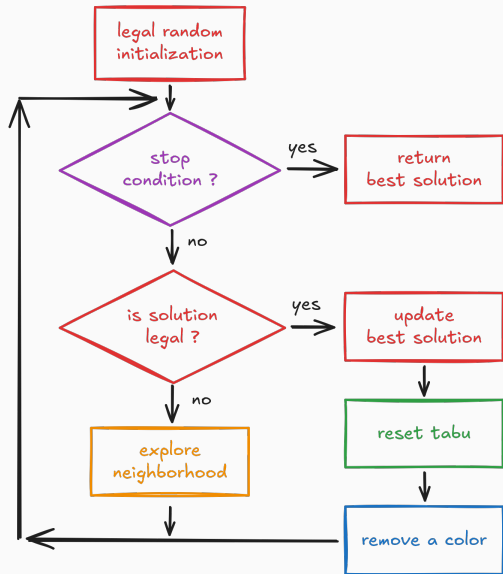 legal random
initialization
stop
condition ?
yes
return
best solution
no
is solution
legal ?
yes
update
best solution
no
explore
neighborhood
reset tabu
remove a color